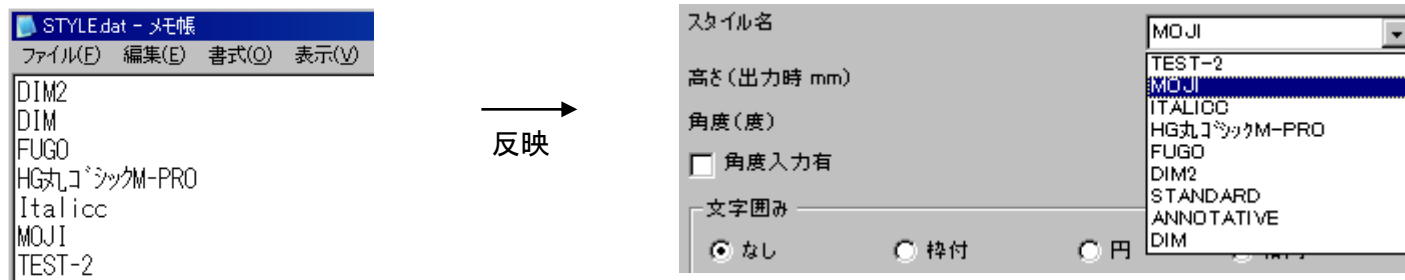 STYLE.dat - メモ帳
ファイル(F) 編集(E) 書式(O) 表示(V)
DIM2
DIM
FUGO
HG丸ｺﾞｼｯｸM-PRO
Italicc
MOJI
TEST-2
反映
スタイル名
MOJI
TEST-2
MOJI
ITALICC
HG丸ｺﾞｼｯｸM-PRO
FUGO
DIM2
STANDARD
ANNOTATIVE
DIM
高さ(出力時 mm)
角度(度)
角度入力有
文字囲み
なし 枠付 円